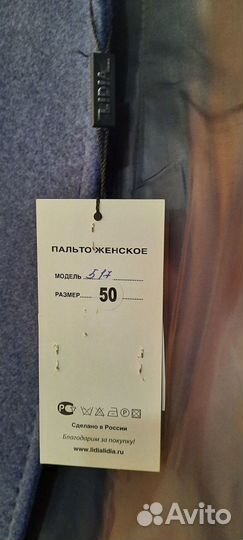 LIDIA
ПАЛЬТО ЖЕНСКОЕ
МОДЕЛЬ 517
РАЗМЕР 50
Сделано в России
Благодарим за покупку!
www.lidialidia.ru
Avito